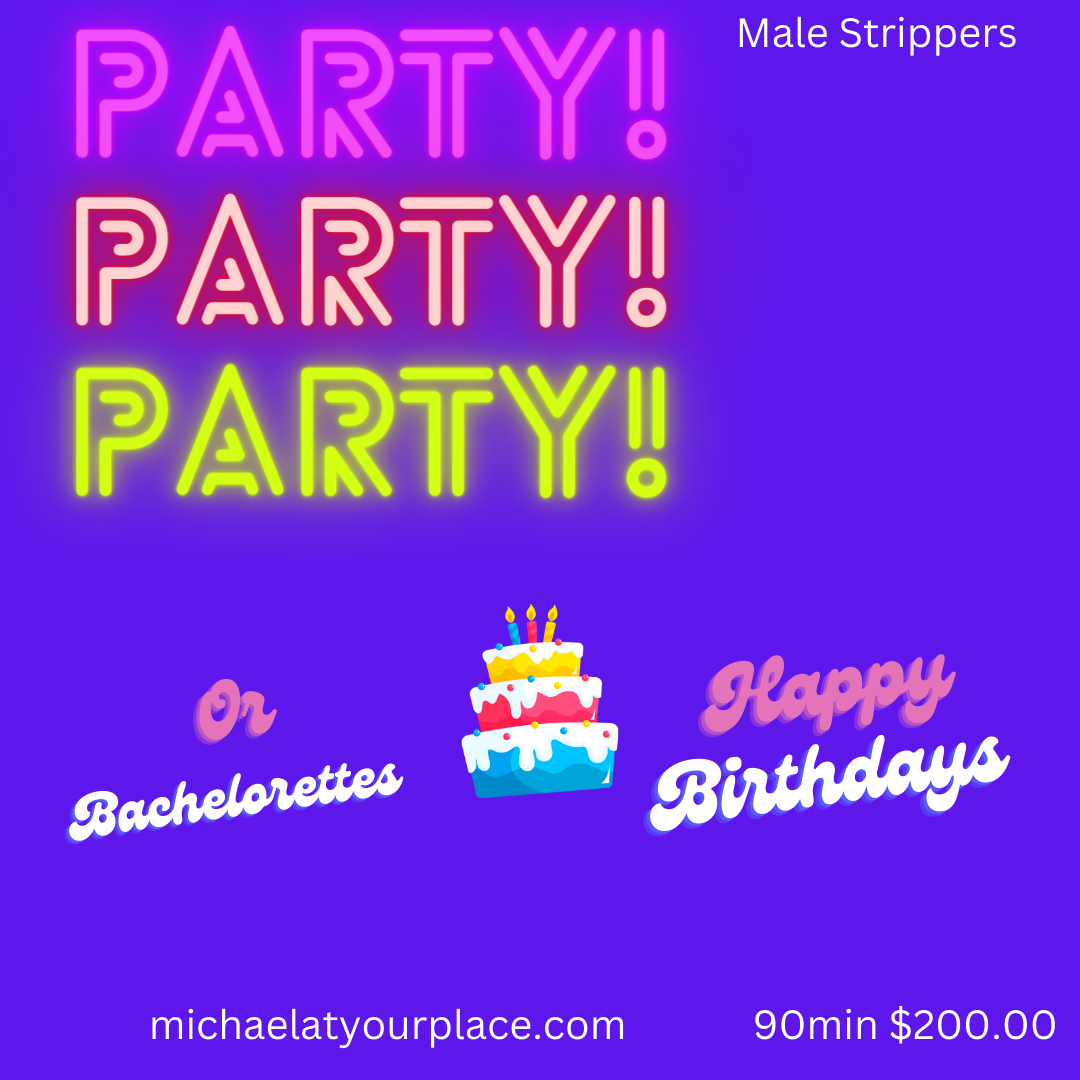 Male Strippers
PARTY!
PARTY!
PARTY!
Or
Bachelorettes
Happy
Birthdays
michaelatyourplace.com
90min $200.00